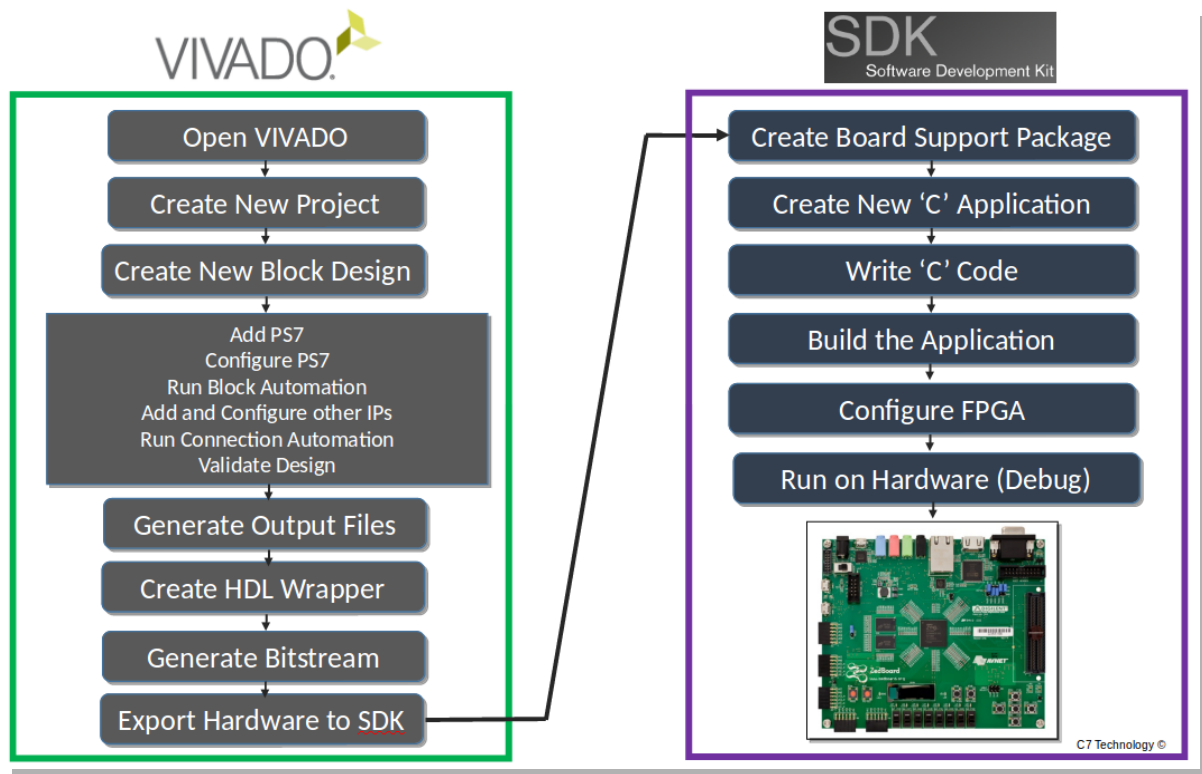 VIVADO.
Open VIVADO
Create New Project
Create New Block Design
Add PS7
Configure PS7
Run Block Automation
Add and Configure other IPs
Run Connection Automation
Validate Design
Generate Output Files
Create HDL Wrapper
Generate Bitstream
Export Hardware to SDK
SDK
Software Development Kit
Create Board Support Package
Create New ‘C’ Application
Write ‘C’ Code
Build the Application
Configure FPGA
Run on Hardware (Debug)
AVNET
ZedBoard
C7 Technology ©